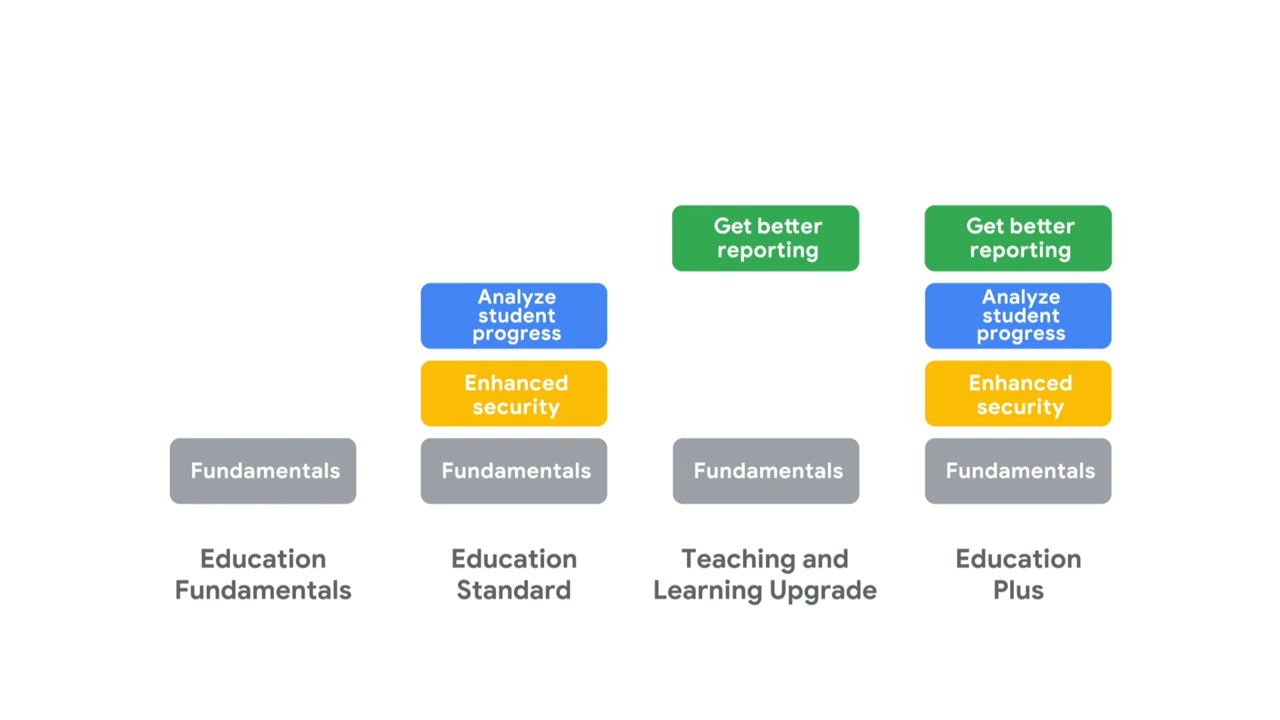 Get better
reporting
Get better
reporting
Analyze
student
progress
Analyze
student
progress
Enhanced
security
Enhanced
security
Fundamentals
Fundamentals
Fundamentals
Fundamentals
Education
Fundamentals
Education
Standard
Teaching and
Learning Upgrade
Education
Plus